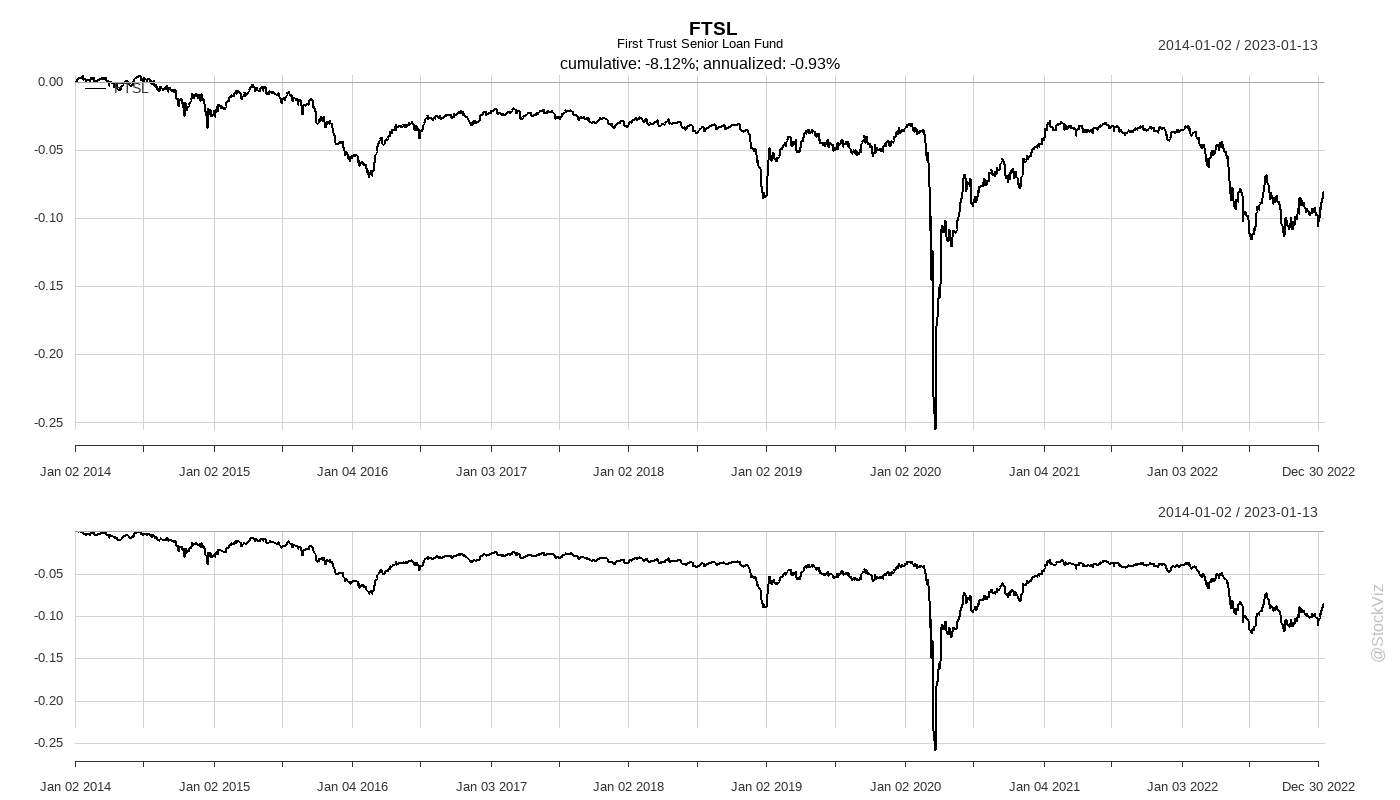 FTSL
First Trust Senior Loan Fund
cumulative: -8.12%; annualized: -0.93%
2014-01-02 / 2023-01-13
FTSL
0.00
-0.05
-0.10
-0.15
-0.20
-0.25
Jan 02 2014 Jan 02 2015 Jan 04 2016 Jan 03 2017 Jan 02 2018 Jan 02 2019 Jan 02 2020 Jan 04 2021 Jan 03 2022 Dec 30 2022
2014-01-02 / 2023-01-13
-0.05
-0.10
-0.15
-0.20
-0.25
Jan 02 2014 Jan 02 2015 Jan 04 2016 Jan 03 2017 Jan 02 2018 Jan 02 2019 Jan 02 2020 Jan 04 2021 Jan 03 2022 Dec 30 2022
@StockViz